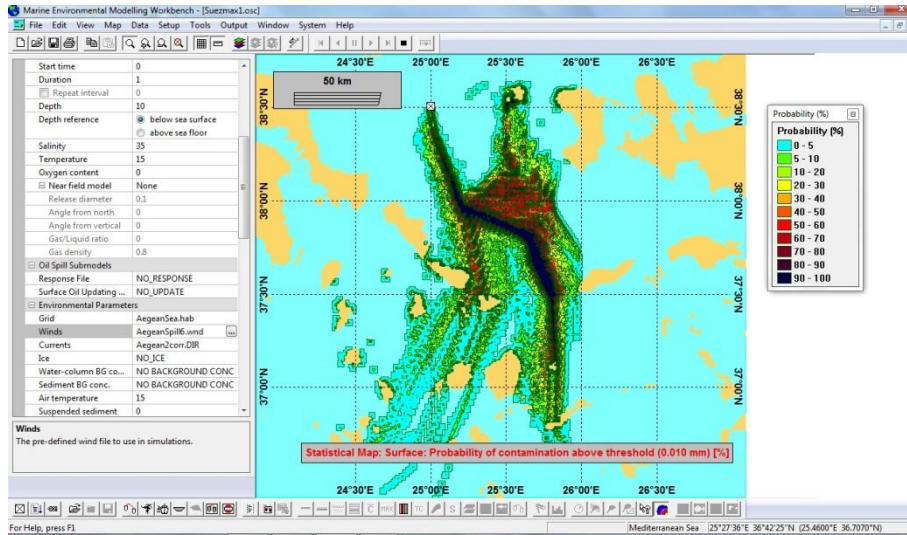 Marine Environmental Modelling Workbench - [Suezmax1.osc]
File Edit View Map Data Setup Tools Output Window System Help
Start time 0
Duration 1
Repeat interval 0
Depth 10
Depth reference below sea surface
above sea floor
Salinity 35
Temperature 15
Oxygen content 0
Near field model None
Release diameter 0.1
Angle from north 0
Angle from vertical 0
Gas/Liquid ratio 0
Gas density 0.8
Oil Spill Submodels
Response File NO_RESPONSE
Surface Oil Updating ... NO_UPDATE
Environmental Parameters
Grid AegeanSea.hab
Winds AegeanSpill6.wnd ...
Currents Aegean2corr.DIR
Ice NO_ICE
Water-column BG co... NO BACKGROUND CONC
Sediment BG conc. NO BACKGROUND CONC
Air temperature 15
Suspended sediment 0
Winds
The pre-defined wind file to use in simulations.
24°30'E 25°00'E 25°30'E 26°00'E 26°30'E
50 km
38°30'N 38°30'N
38°00'N 38°00'N
37°30'N 37°30'N
37°00'N 37°00'N
Statistical Map: Surface: Probability of contamination above threshold (0.010 mm) [%]
24°30'E 25°00'E 25°30'E 26°00'E 26°30'E
Probability (%)
Probability (%)
0 - 5
5 - 10
10 - 20
20 - 30
30 - 40
40 - 50
50 - 60
60 - 70
70 - 80
80 - 90
90 - 100
MAX TC S
For Help, press F1 Mediterranean Sea 25°27'36"E 36°42'25"N (25.4600°E 36.7070°N)